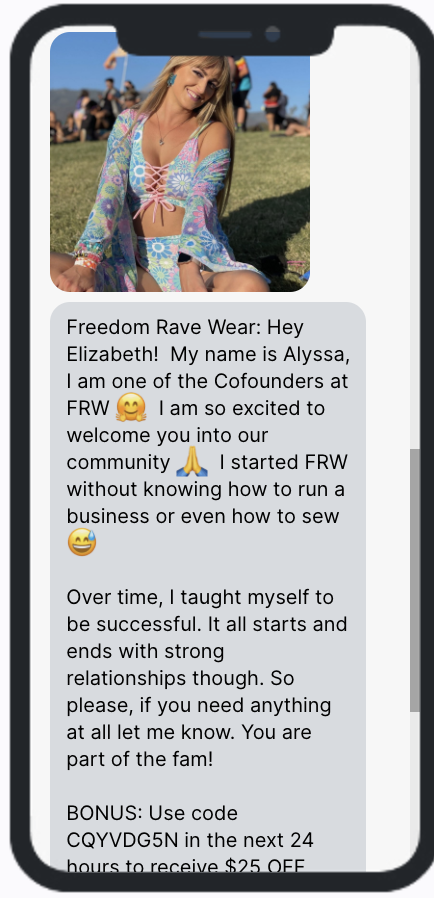 Freedom Rave Wear: Hey
Elizabeth!  My name is Alyssa,
I am one of the Cofounders at
FRW 🤗  I am so excited to
welcome you into our
community 🙏  I started FRW
without knowing how to run a
business or even how to sew
😅
Over time, I taught myself to
be successful. It all starts and
ends with strong
relationships though. So
please, if you need anything
at all let me know. You are
part of the fam!
BONUS: Use code
CQYVDG5N in the next 24
hours to receive $25 OFF